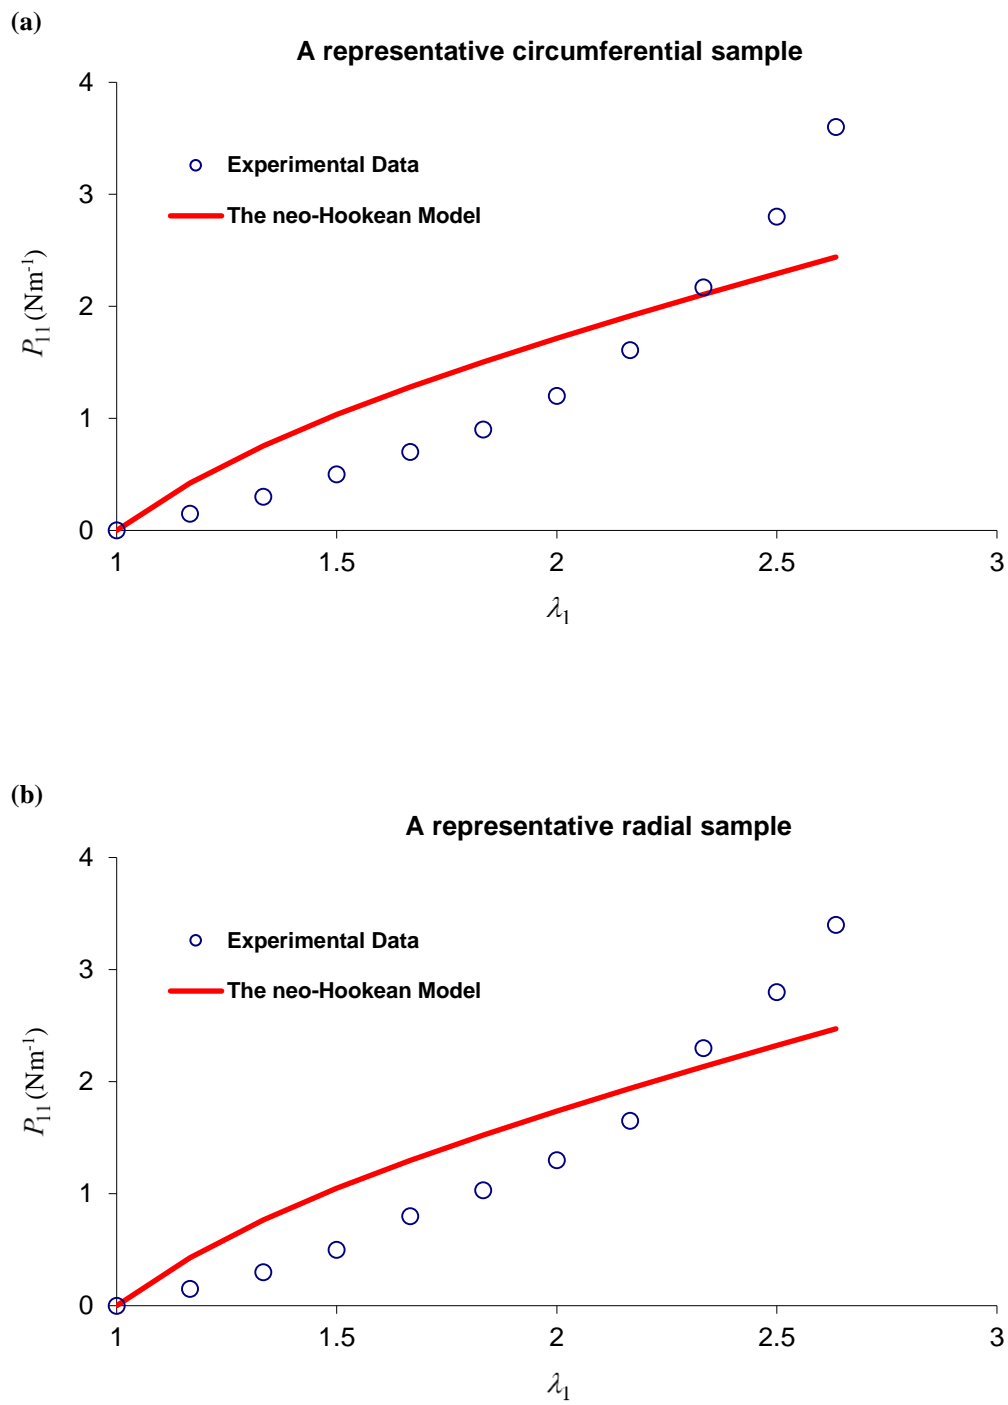 (a)
A representative circumferential sample
4
Experimental Data
3
The neo-Hookean Model
P₁₁ (Nm⁻¹)
2
1
0
1 1.5 2 2.5 3
λ₁
(b)
A representative radial sample
4
Experimental Data
3
The neo-Hookean Model
P₁₁ (Nm⁻¹)
2
1
0
1 1.5 2 2.5 3
λ₁